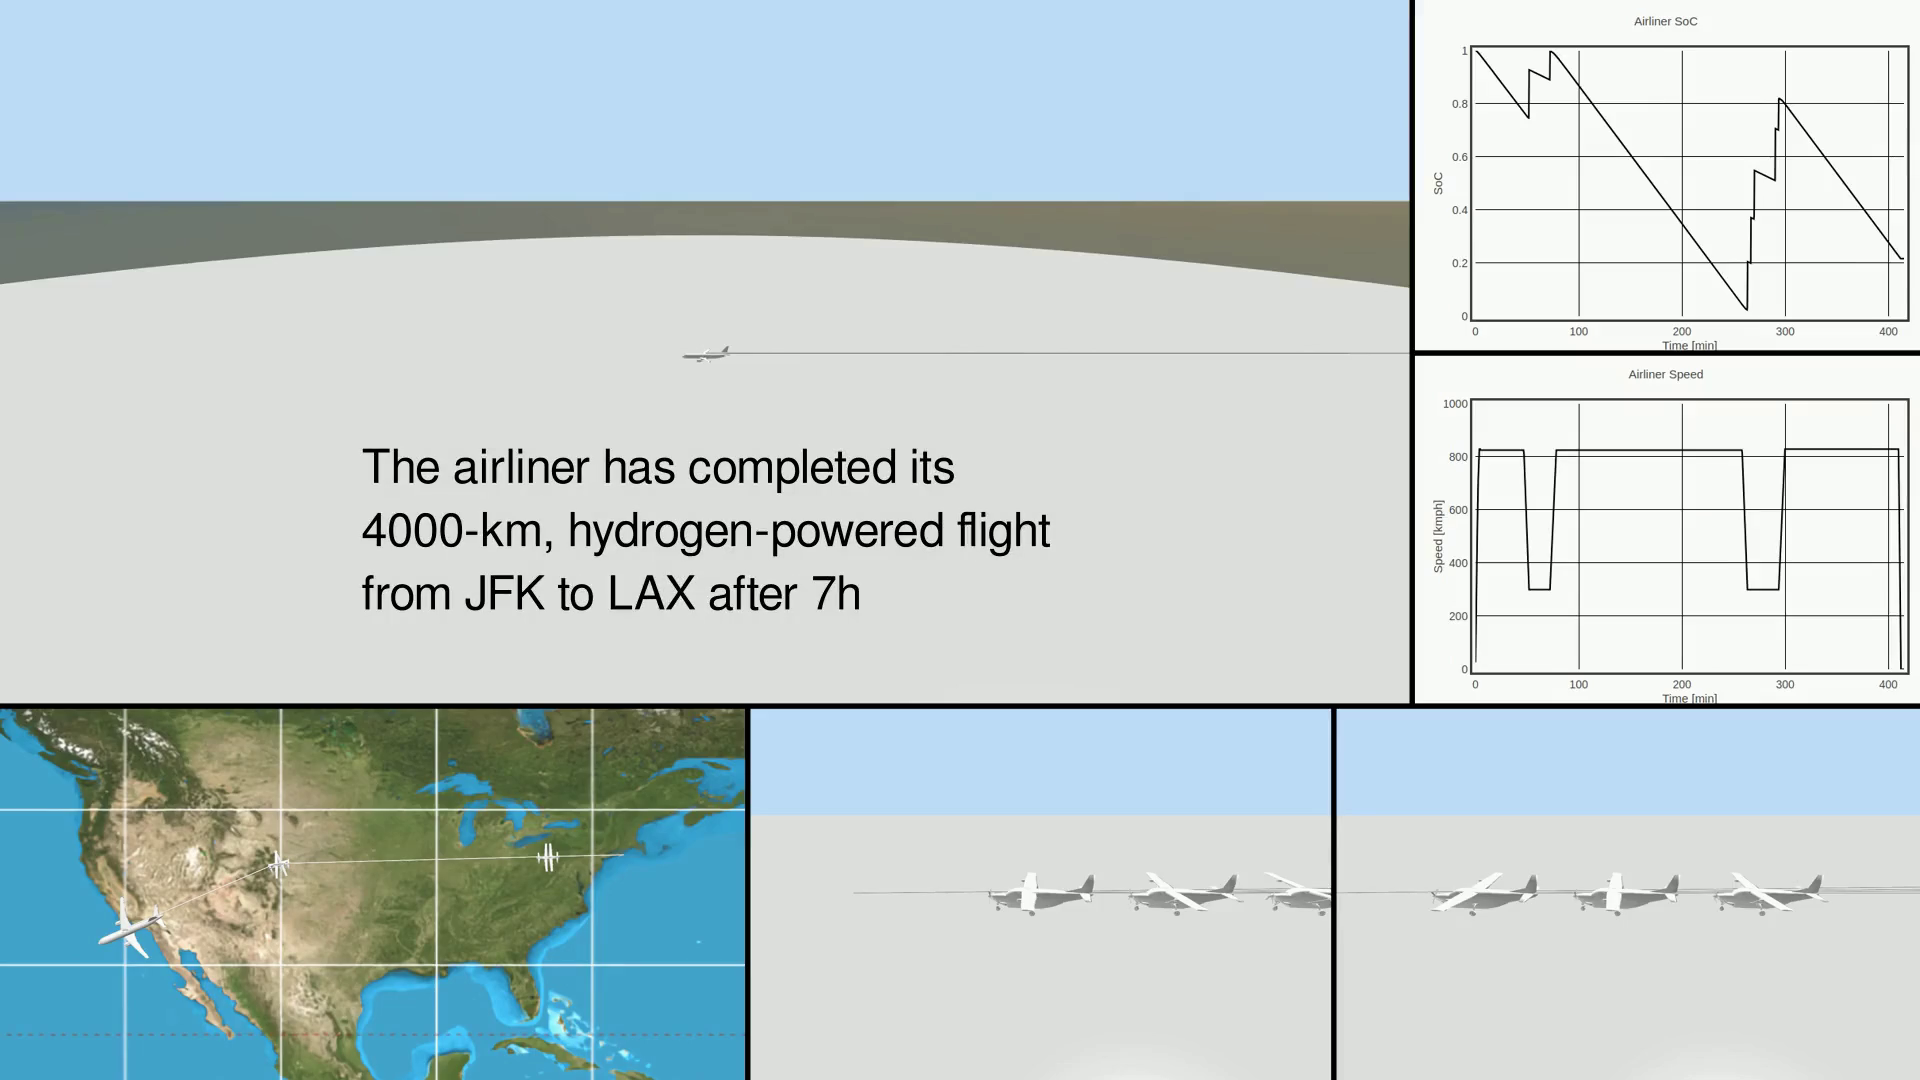 The airliner has completed its
4000-km, hydrogen-powered flight
from JFK to LAX after 7h
Airliner SoC
1
0.8
0.6
0.4
0.2
0
SoC
0
100
200
300
400
Time [min]
Airliner Speed
1000
800
600
400
200
0
Speed [kmph]
0
100
200
300
400
Time [min]